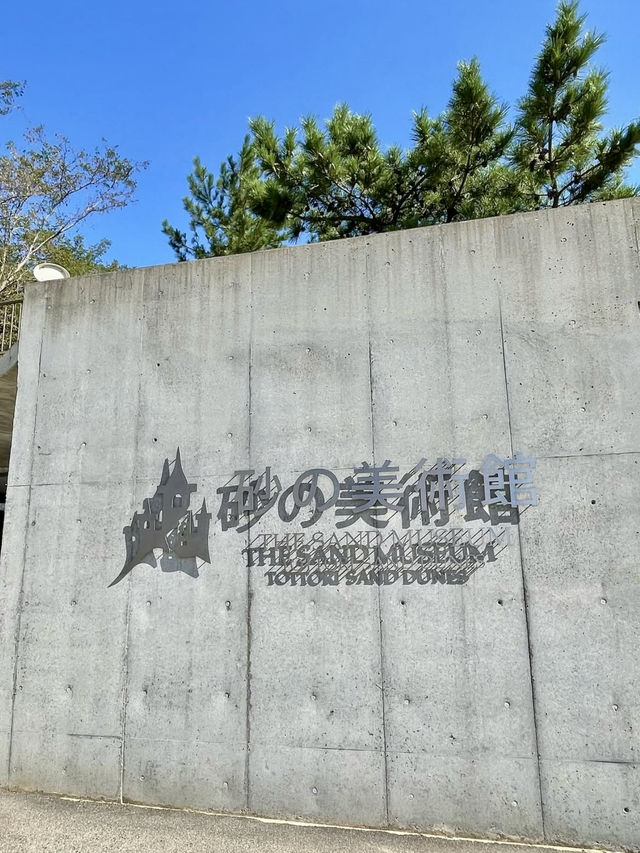 砂の美術館
THE SAND MUSEUM
TOTTORI SAND DUNES